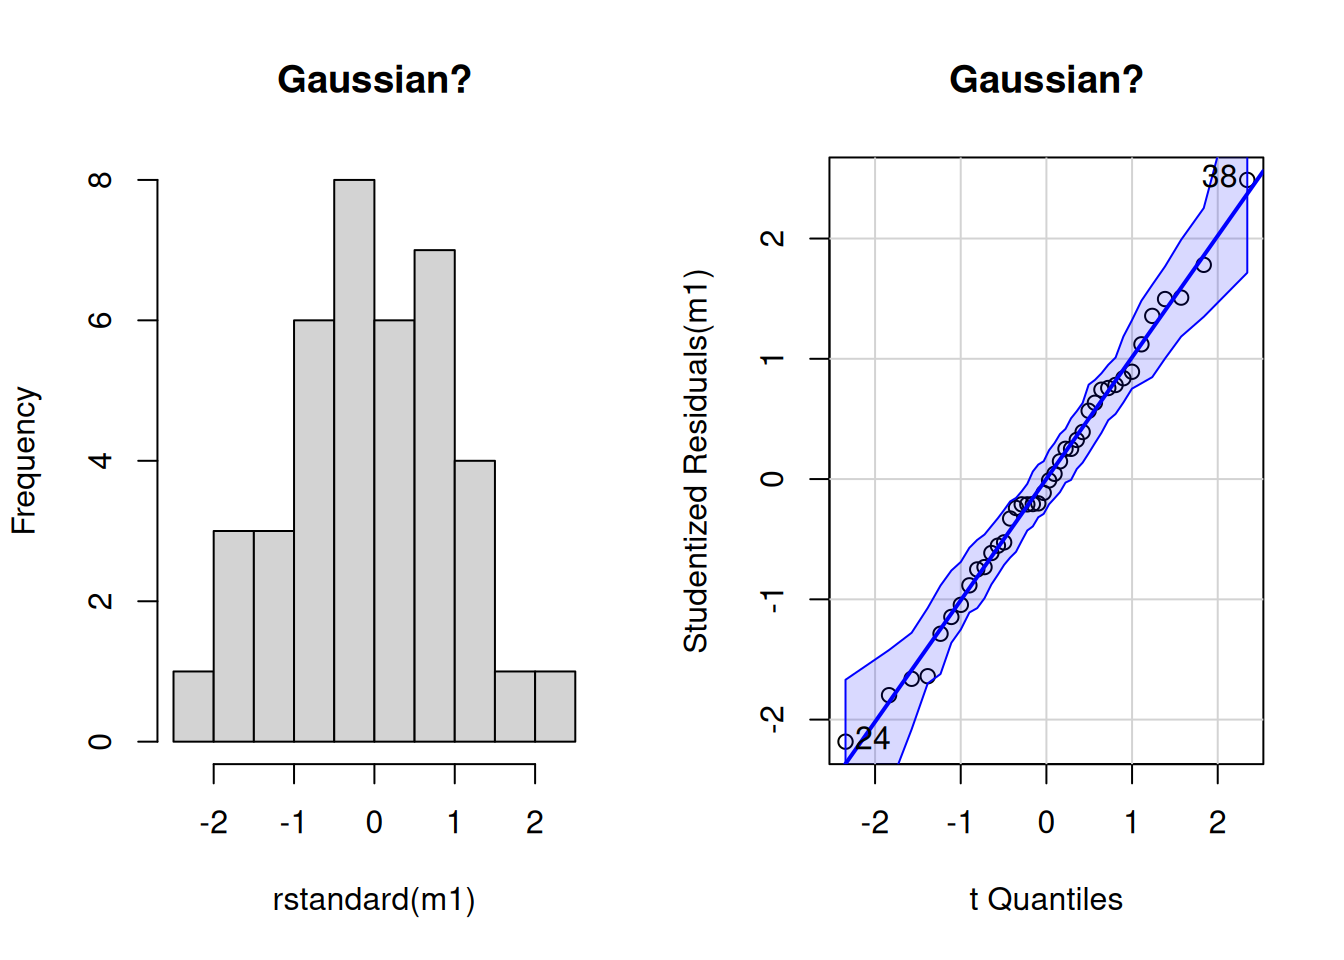 Gaussian?
Frequency
8
6
4
2
0
-2 -1 0 1 2
rstandard(m1)
Gaussian?
Studentized Residuals(m1)
2
1
0
-1
-2
38
24
-2 -1 0 1 2
t Quantiles